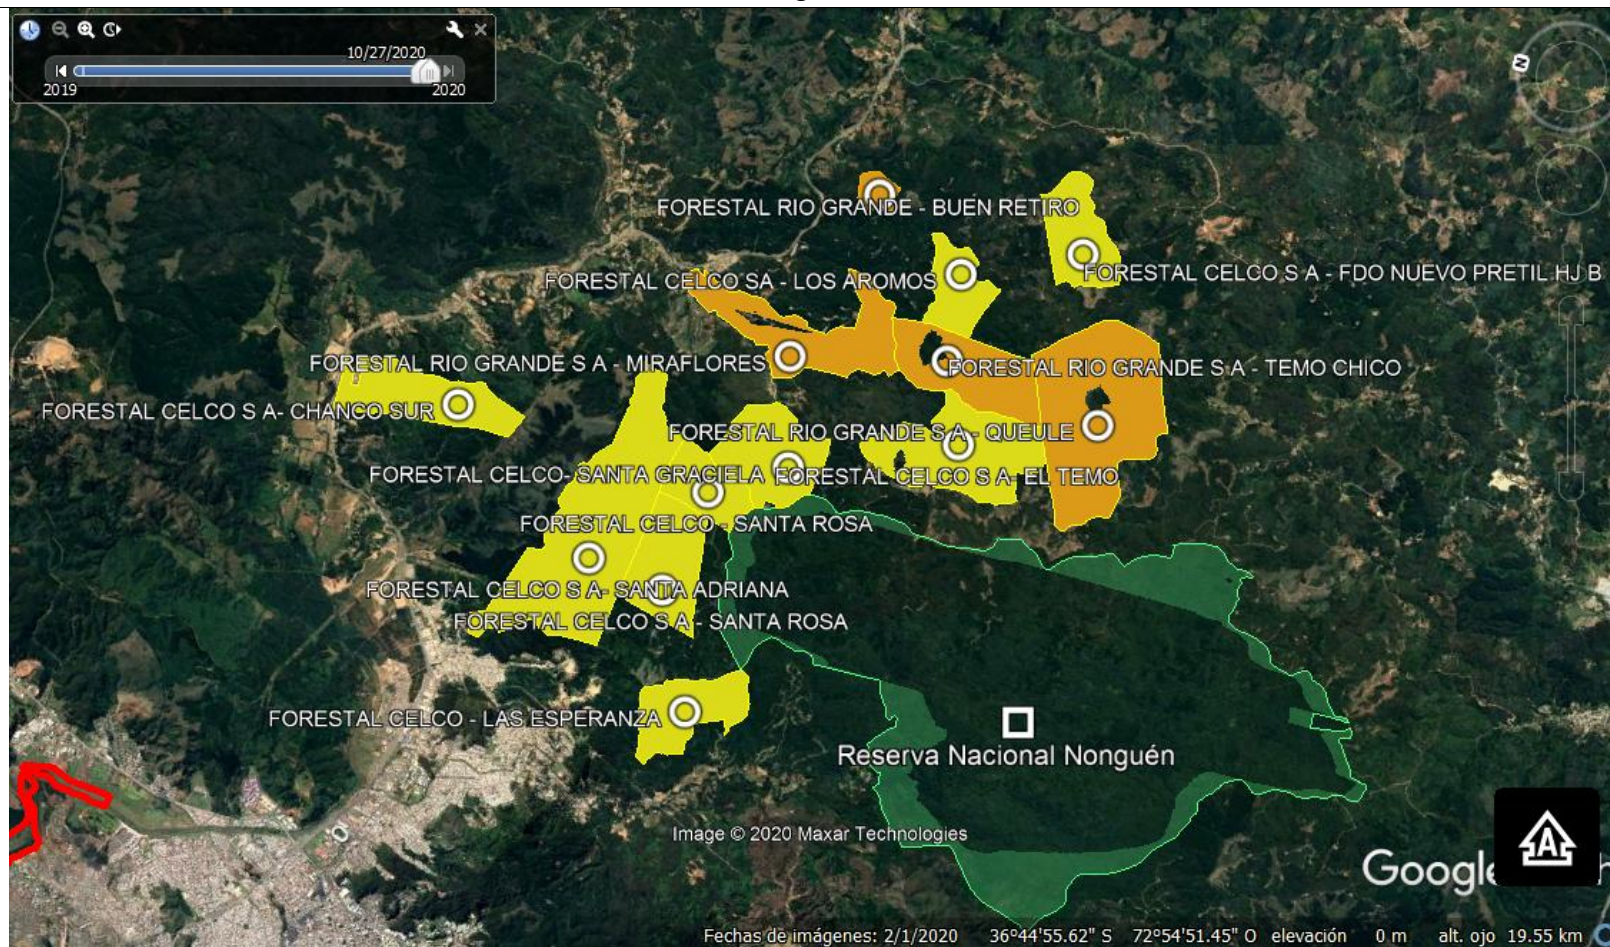 10/27/2020
2019
2020
N
FORESTAL RIO GRANDE - BUEN RETIRO
FORESTAL CELCO SA - LOS AROMOS
FORESTAL CELCO S A - FDO NUEVO PRETIL HJ B
FORESTAL RIO GRANDE S A - MIRAFLORES
FORESTAL RIO GRANDE S A - TEMO CHICO
FORESTAL CELCO S A- CHANCO SUR
FORESTAL RIO GRANDE S A - QUEULE
FORESTAL CELCO- SANTA GRACIELA
FORESTAL CELCO S A- EL TEMO
FORESTAL CELCO - SANTA ROSA
FORESTAL CELCO S A- SANTA ADRIANA
FORESTAL CELCO S A - SANTA ROSA
FORESTAL CELCO - LAS ESPERANZA
Reserva Nacional Nonguén
Image © 2020 Maxar Technologies
A
Google
Fechas de imágenes: 2/1/2020 36°44'55.62" S 72°54'51.45" O elevación 0 m alt. ojo 19.55 km